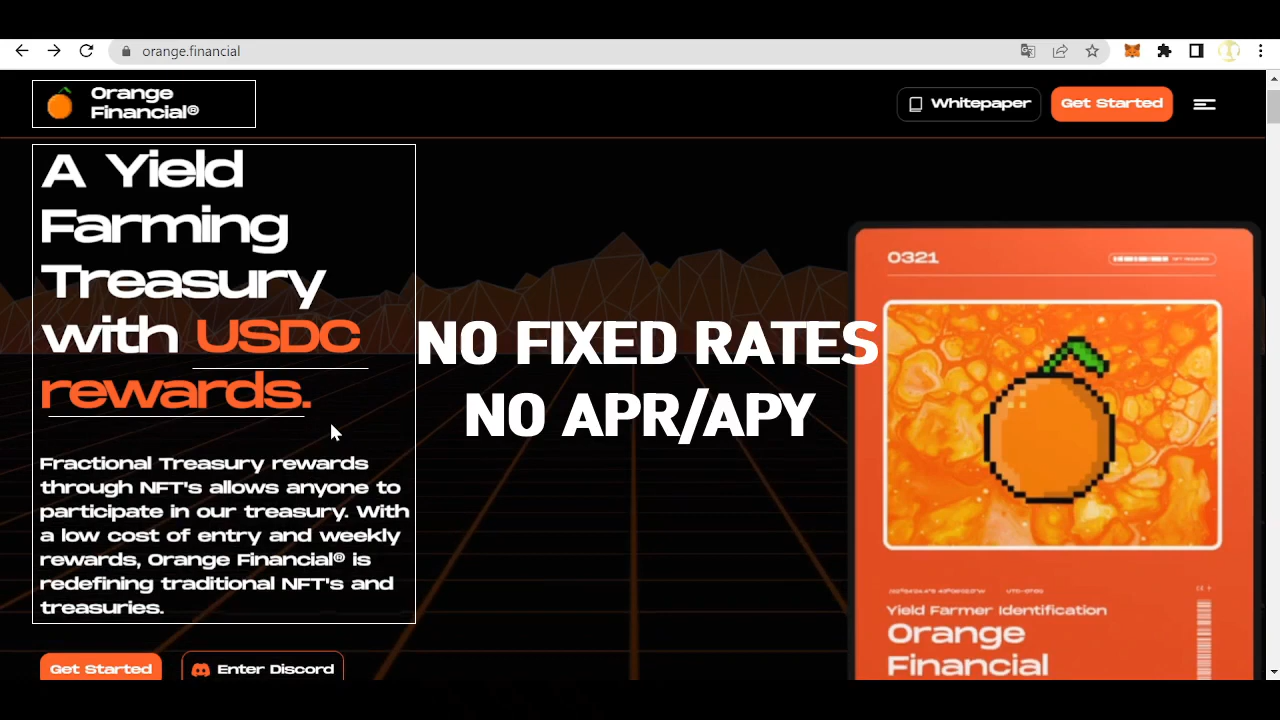 orange.financial
Orange
Financial®
Whitepaper
Get Started
A Yield
Farming
Treasury
with USDC
rewards.
NO FIXED RATES
NO APR/APY
Fractional Treasury rewards
through NFT's allows anyone to
participate in our treasury. With
a low cost of entry and weekly
rewards, Orange Financial® is
redefining traditional NFT's and
treasuries.
Get Started
Enter Discord
0321
Yield Farmer Identification
Orange
Financial